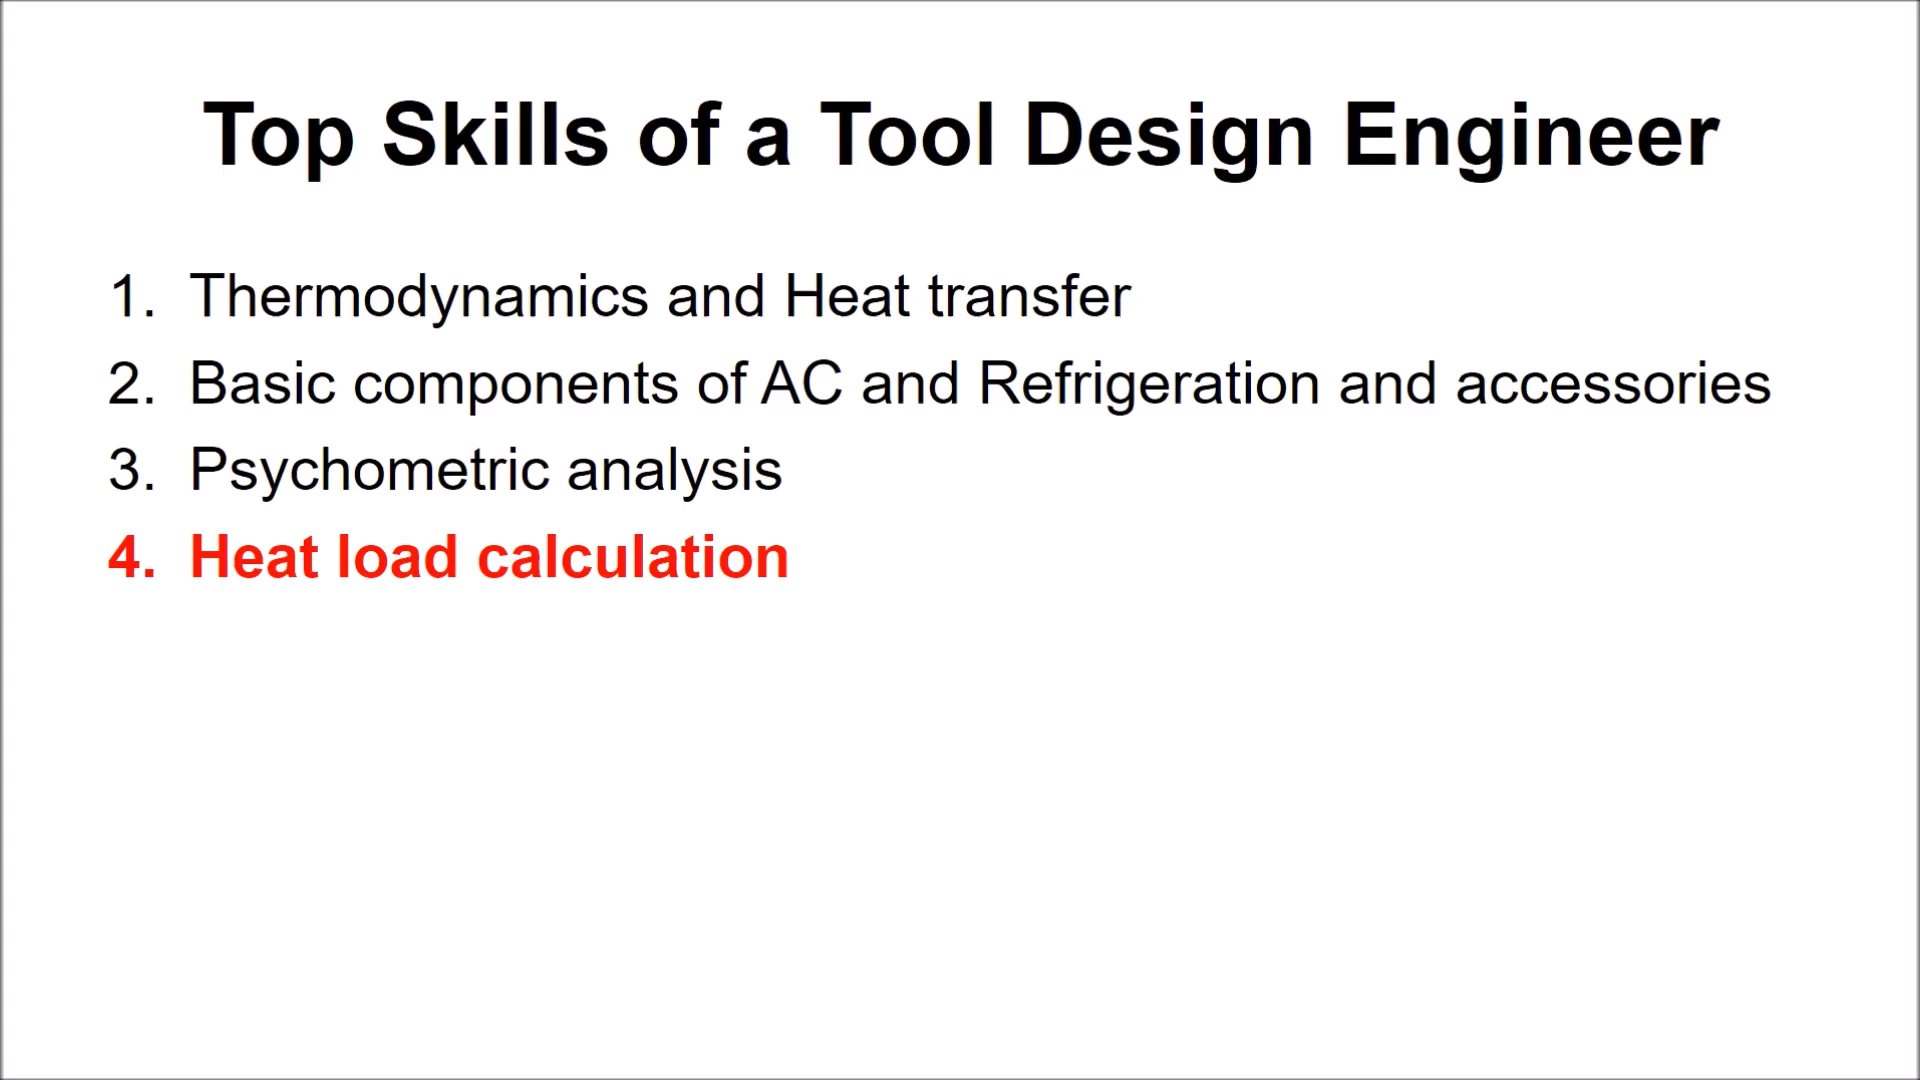 Top Skills of a Tool Design Engineer
1. Thermodynamics and Heat transfer
2. Basic components of AC and Refrigeration and accessories
3. Psychometric analysis
4. Heat load calculation